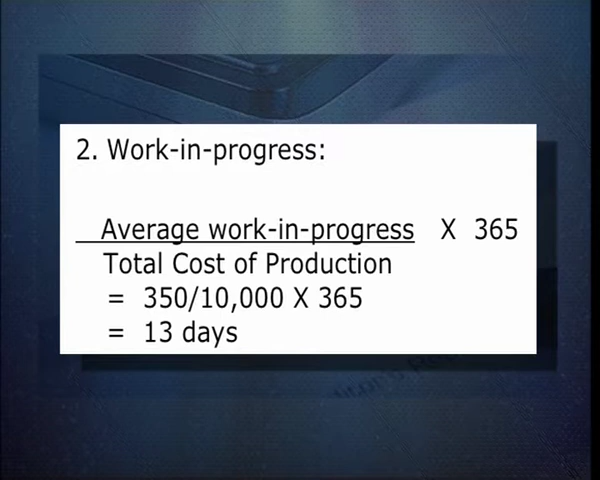 2. Work-in-progress:
Average work-in-progress X 365
Total Cost of Production
= 350/10,000 X 365
= 13 days